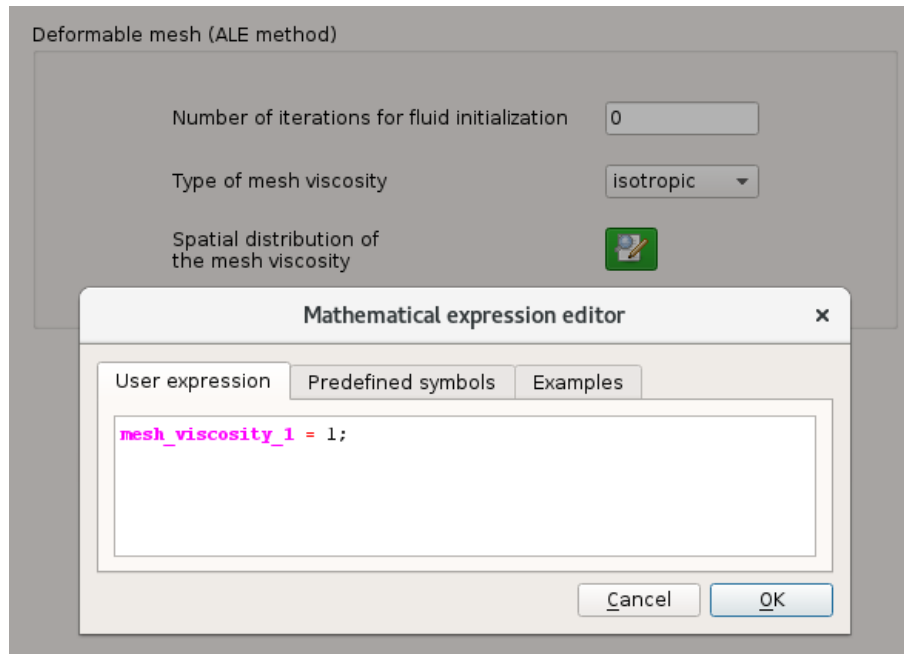 Deformable mesh (ALE method)
Number of iterations for fluid initialization 0
Type of mesh viscosity isotropic
Spatial distribution of
the mesh viscosity
Mathematical expression editor ×
User expression Predefined symbols Examples
mesh_viscosity_1 = 1;
Cancel OK